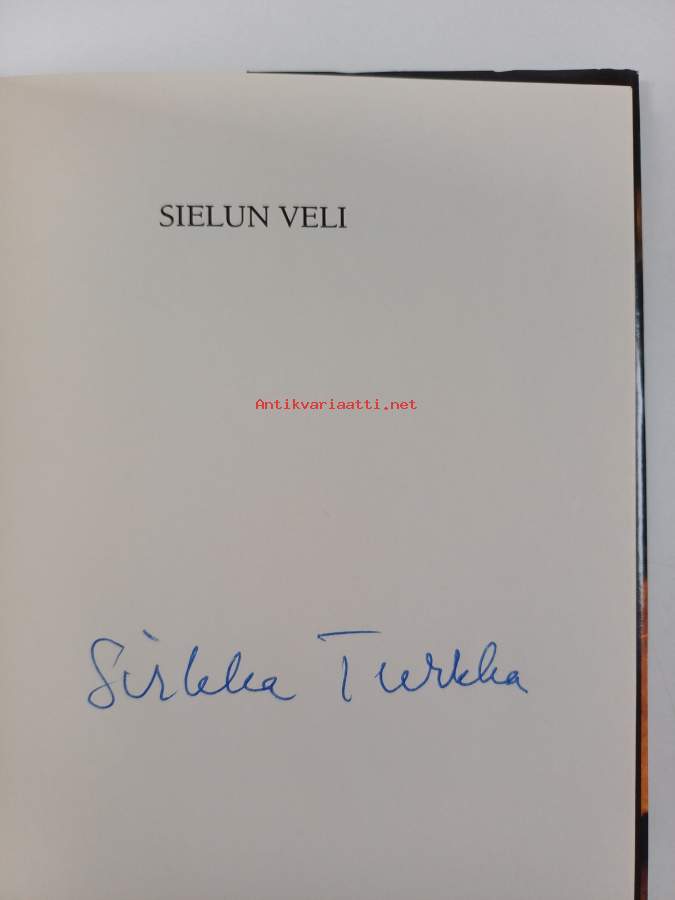 SIELUN VELI
Antikvariaatti.net
Sirkka Turkka